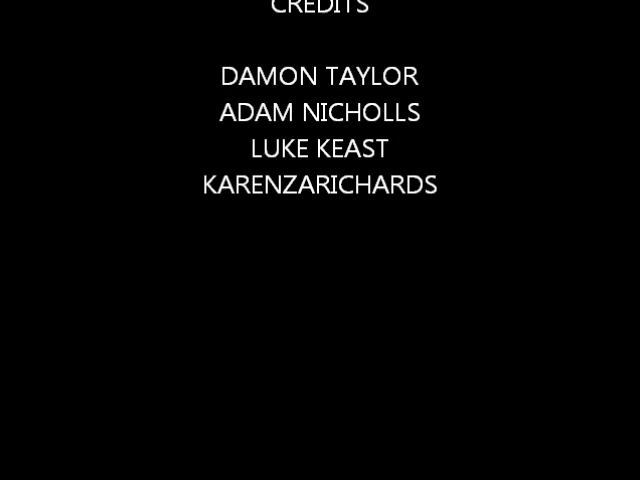 CREDITS
DAMON TAYLOR
ADAM NICHOLLS
LUKE KEAST
KARENZARICHARDS